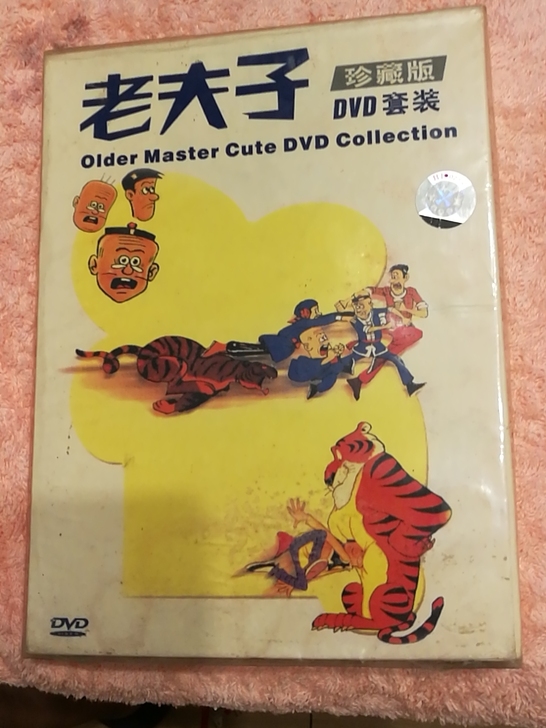 老夫子
珍藏版
DVD套装
Older Master Cute DVD Collection
DVD